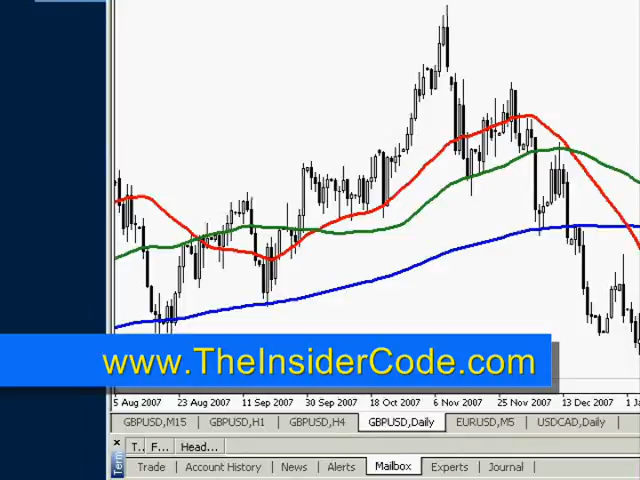 www.TheInsiderCode.com
5 Aug 2007 23 Aug 2007 11 Sep 2007 30 Sep 2007 18 Oct 2007 6 Nov 2007 25 Nov 2007 13 Dec 2007 1 Ja
GBPUSD,M15 GBPUSD,H1 GBPUSD,H4 GBPUSD,Daily EURUSD,M5 USDCAD,Daily
T.. F... Head...
Term
Trade Account History News Alerts Mailbox Experts Journal